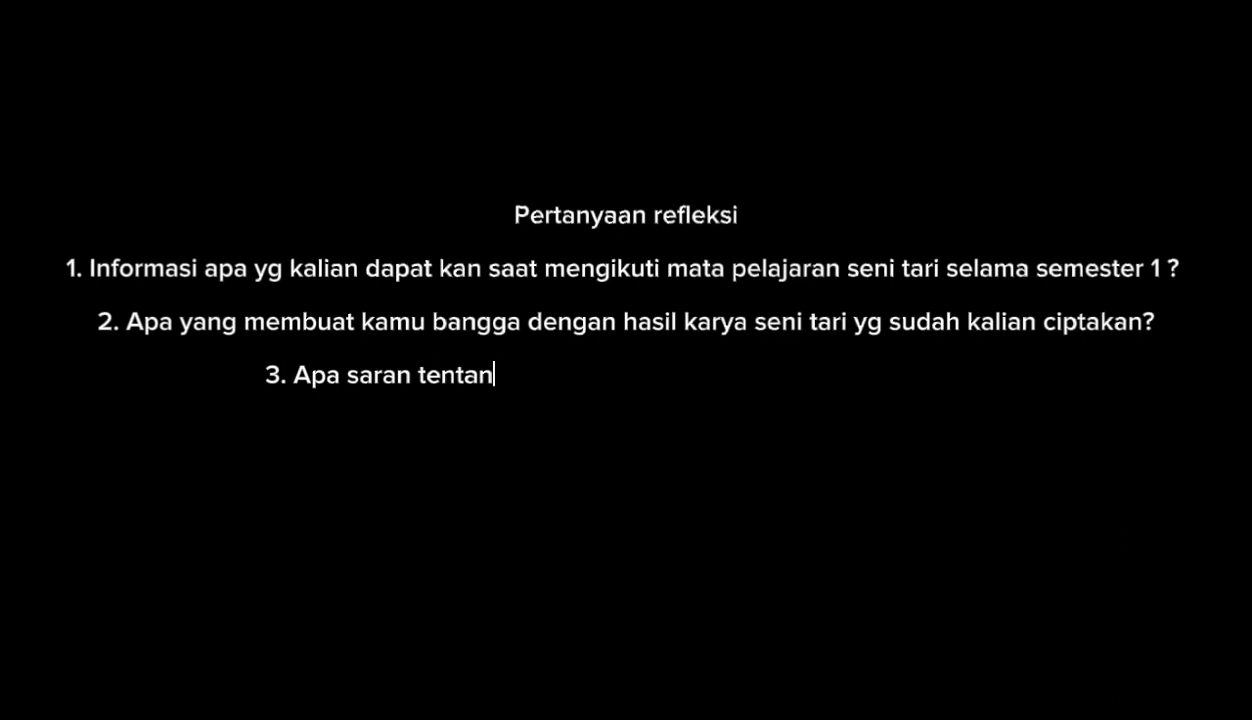 Pertanyaan refleksi
1. Informasi apa yg kalian dapat kan saat mengikuti mata pelajaran seni tari selama semester 1 ?
2. Apa yang membuat kamu bangga dengan hasil karya seni tari yg sudah kalian ciptakan?
3. Apa saran tentan